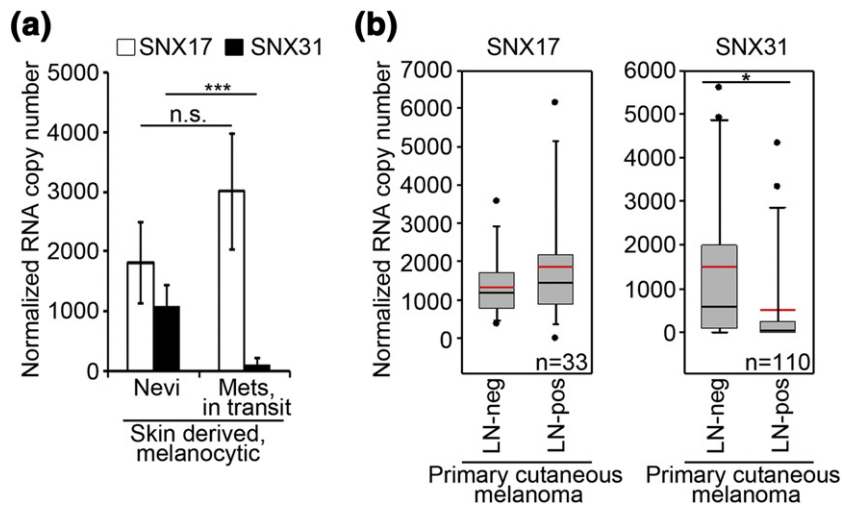 (a)
SNX17 SNX31
Normalized RNA copy number
5000
4000
3000
2000
1000
0
***
n.s.
Nevi
Mets,
in transit
Skin derived,
melanocytic
(b)
SNX17
Normalized RNA copy number
7000
6000
5000
4000
3000
2000
1000
0
n=33
LN-neg
LN-pos
Primary cutaneous
melanoma
SNX31
6000
5000
4000
3000
2000
1000
0
*
n=110
LN-neg
LN-pos
Primary cutaneous
melanoma